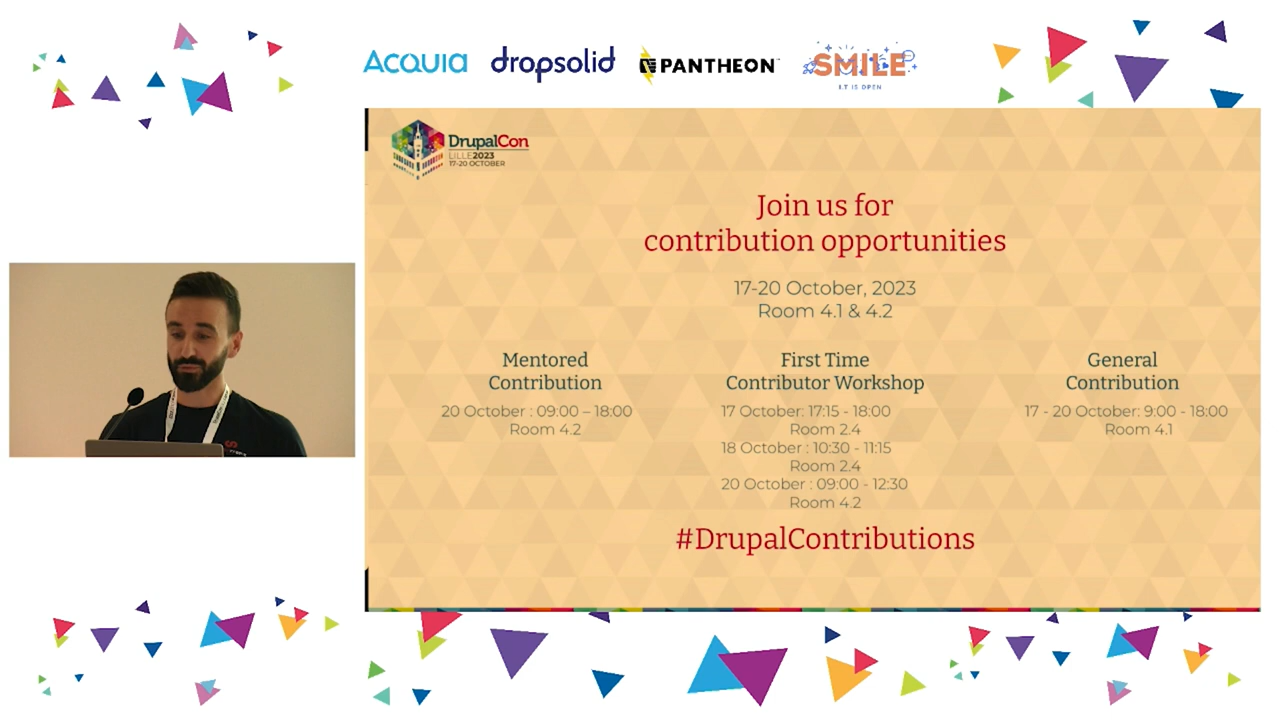 Acquia
dropsolid
PANTHEON
SMILE
I.T IS OPEN
DrupalCon
LILLE2023
17-20 OCTOBER
Join us for
contribution opportunities
17-20 October, 2023
Room 4.1 & 4.2
Mentored
Contribution
20 October : 09:00 – 18:00
Room 4.2
First Time
Contributor Workshop
17 October: 17:15 - 18:00
Room 2.4
18 October : 10:30 - 11:15
Room 2.4
20 October : 09:00 - 12:30
Room 4.2
General
Contribution
17 - 20 October: 9:00 - 18:00
Room 4.1
#DrupalContributions